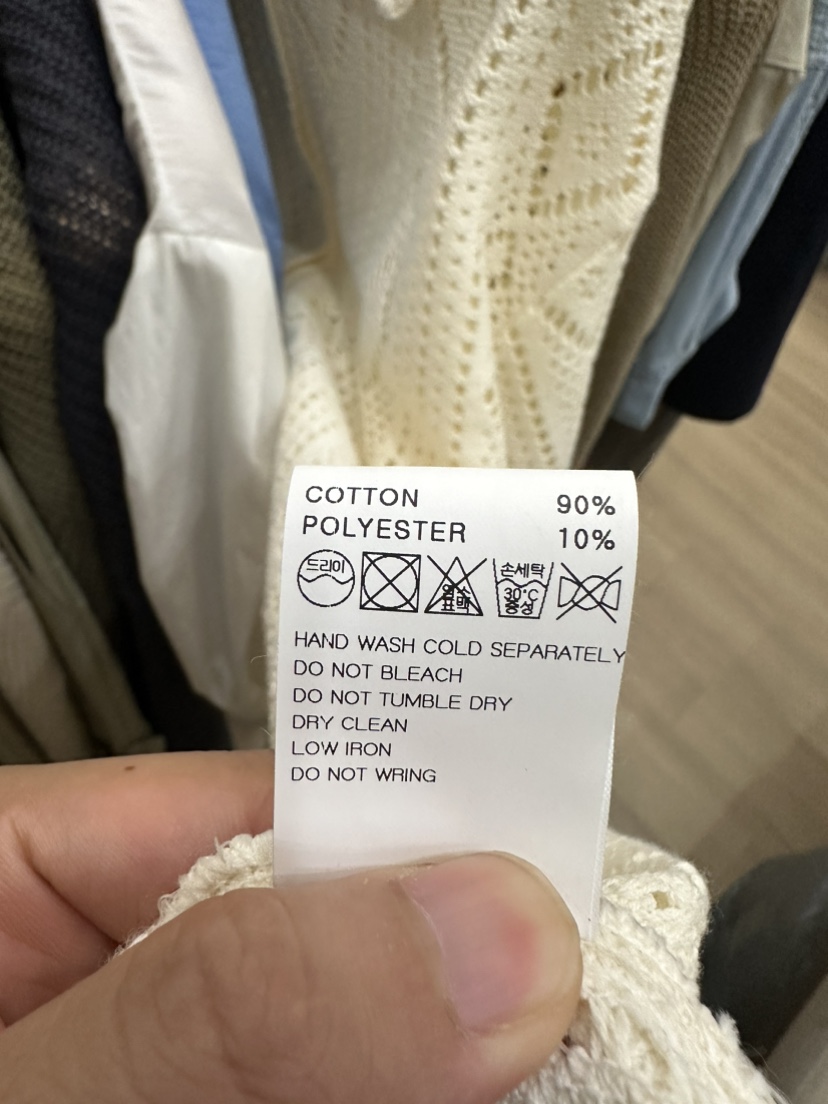 COTTON 90%
POLYESTER 10%
드라이
염소
표백
손세탁
30°C
중성
HAND WASH COLD SEPARATELY
DO NOT BLEACH
DO NOT TUMBLE DRY
DRY CLEAN
LOW IRON
DO NOT WRING